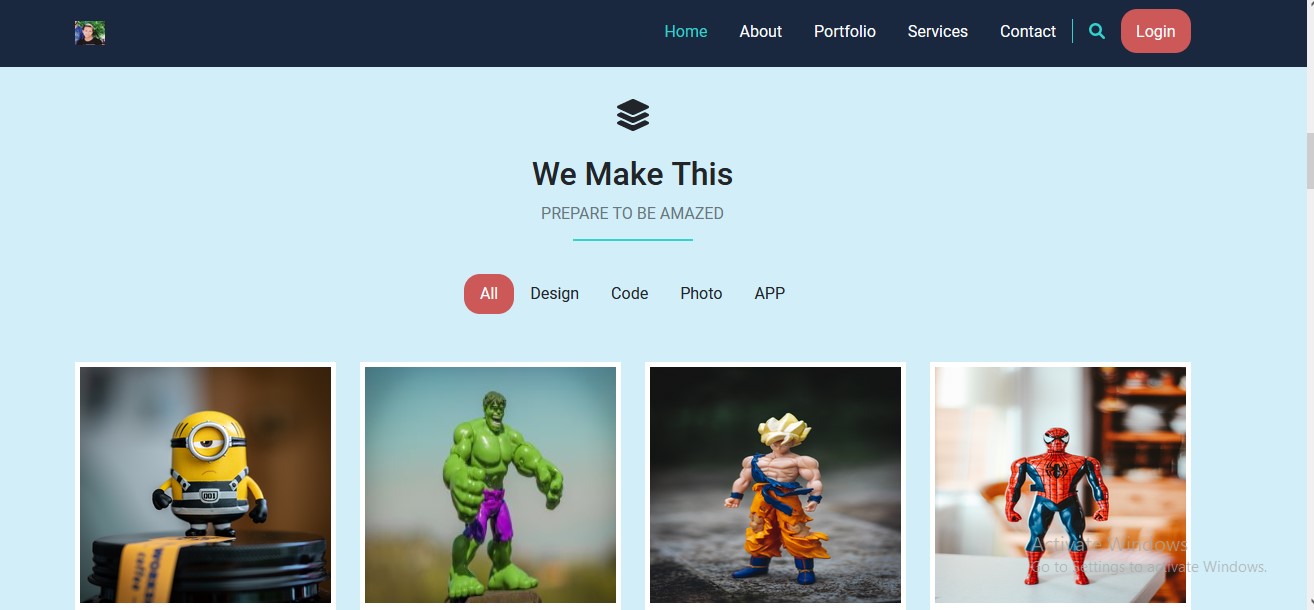 Home About Portfolio Services Contact Login
We Make This
PREPARE TO BE AMAZED
All Design Code Photo APP
001
Activate Windows
Go to Settings to activate Windows.